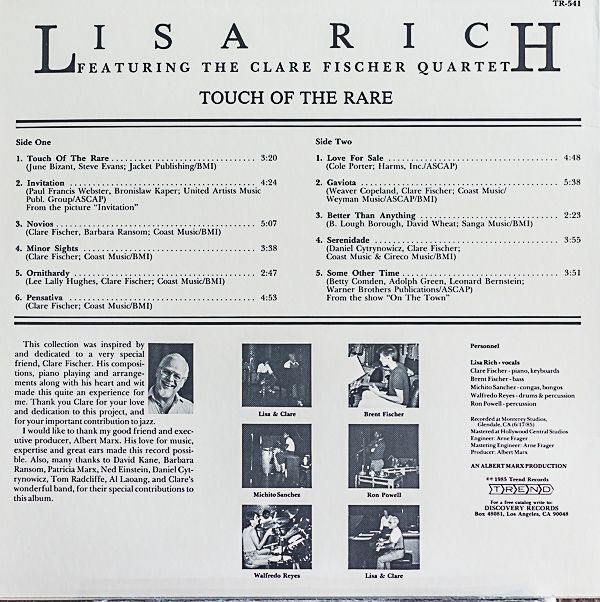 TR-541
LISA RICH
FEATURING THE CLARE FISCHER QUARTET
TOUCH OF THE RARE
Side One
1. Touch Of The Rare 3:20
(June Bizant, Steve Evans; Jacket Publishing/BMI)
2. Invitation 4:24
(Paul Francis Webster, Bronislaw Kaper; United Artists Music
Publ. Group/ASCAP)
From the picture "Invitation"
3. Novios 5:07
(Clare Fischer, Barbara Ransom; Coast Music/BMI)
4. Minor Sights 3:38
(Clare Fischer; Coast Music/BMI)
5. Ornithardy 2:47
(Lee Lally Hughes, Clare Fischer; Coast Music/BMI)
6. Pensativa 4:53
(Clare Fischer; Coast Music/BMI)
Side Two
1. Love For Sale 4:48
(Cole Porter; Harms, Inc./ASCAP)
2. Gaviota 5:38
(Weaver Copeland, Clare Fischer; Coast Music/
Weyman Music/ASCAP/BMI)
3. Better Than Anything 2:23
(B. Lough Borough, David Wheat; Sanga Music/BMI)
4. Serenidade 3:55
(Daniel Cytrynowicz, Clare Fischer;
Coast Music & Cireco Music/BMI)
5. Some Other Time 3:51
(Betty Comden, Adolph Green, Leonard Bernstein;
Warner Brothers Publications/ASCAP)
From the show "On The Town"
This collection was inspired by
and dedicated to a very special
friend, Clare Fischer. His composi-
tions, piano playing and arrange-
ments along with his heart and wit
made this quite an experience for
me. Thank you Clare for your love
and dedication to this project, and
for your important contribution to jazz.
I would like to thank my good friend and exec-
utive producer, Albert Marx. His love for music,
expertise and great ears made this record possi-
ble. Also, many thanks to David Kane, Barbara
Ransom, Patricia Marx, Ned Einstein, Daniel Cyt-
rynowicz, Tom Radcliffe, Al Laoang, and Clare's
wonderful band, for their special contributions to
this album.
Lisa & Clare
Brent Fischer
Michito Sanchez
Ron Powell
Walfredo Reyes
Lisa & Clare
Personnel
Lisa Rich - vocals
Clare Fischer - piano, keyboards
Brent Fischer - bass
Michito Sanchez - congas, bongos
Walfredo Reyes - drums & percussion
Ron Powell - percussion
Recorded at Monterey Studios,
Glendale, CA (6/17/85)
Mastered at Hollywood Central Studios
Engineer: Arne Frager
Mastering Engineer: Arne Frager
Producer: Albert Marx
AN ALBERT MARX PRODUCTION
℗© 1985 Trend Records
TREND
For a free catalog write to:
DISCOVERY RECORDS
Box 48081, Los Angeles, CA 90048